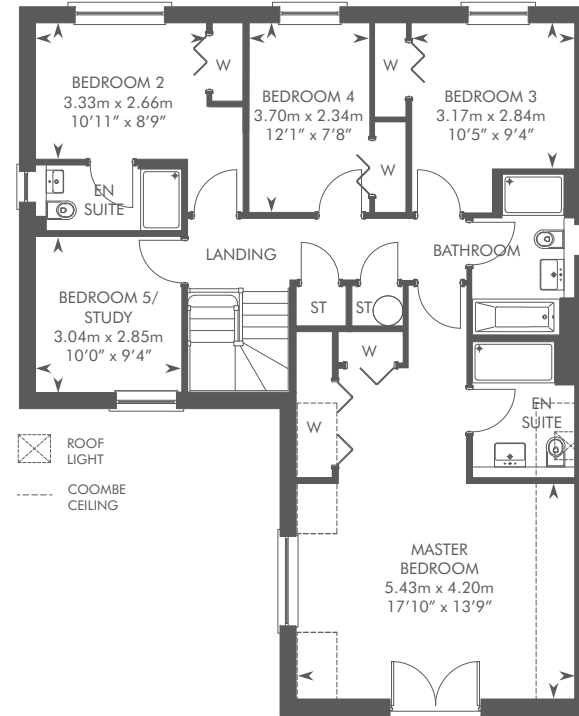 BEDROOM 2
3.33m x 2.66m
10'11" x 8'9"
W
BEDROOM 4
3.70m x 2.34m
12'1" x 7'8"
W
W
BEDROOM 3
3.17m x 2.84m
10'5" x 9'4"
EN
SUITE
LANDING
BATHROOM
BEDROOM 5/
STUDY
3.04m x 2.85m
10'0" x 9'4"
ST
ST
W
W
EN
SUITE
ROOF
LIGHT
COOMBE
CEILING
MASTER
BEDROOM
5.43m x 4.20m
17'10" x 13'9"